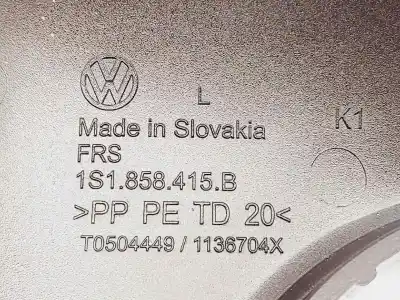 L
K1
Made in Slovakia
FRS
1S1.858.415.B
>PP PE TD 20<
T0504449 / 1136704X